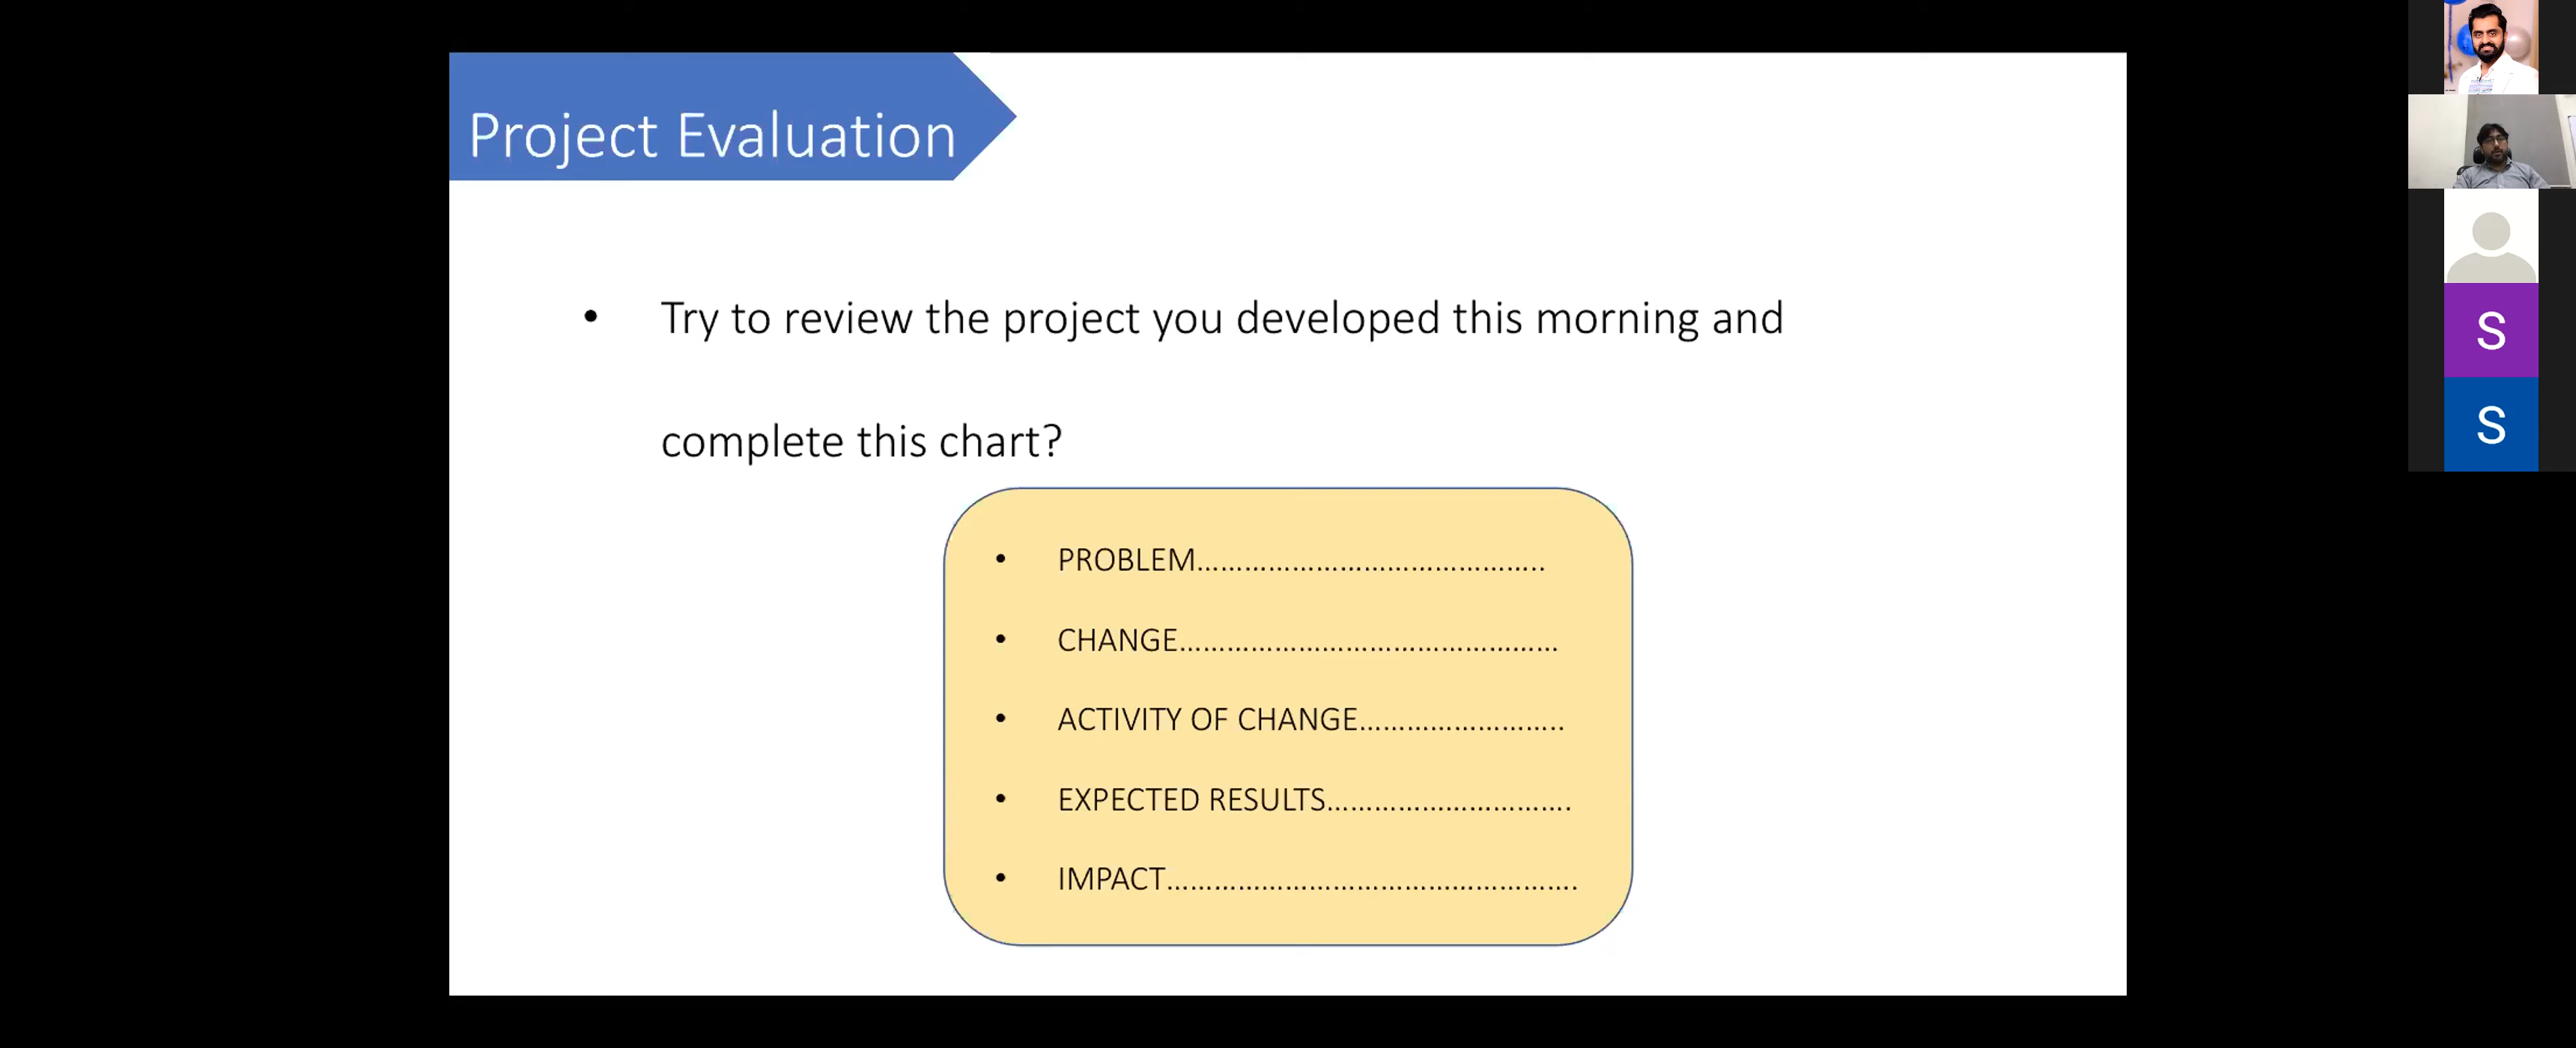 Project Evaluation
• Try to review the project you developed this morning and
complete this chart?
• PROBLEM……………………………………..
• CHANGE…………………………………………
• ACTIVITY OF CHANGE……………………..
• EXPECTED RESULTS………………………….
• IMPACT…………………………………………….
S
S